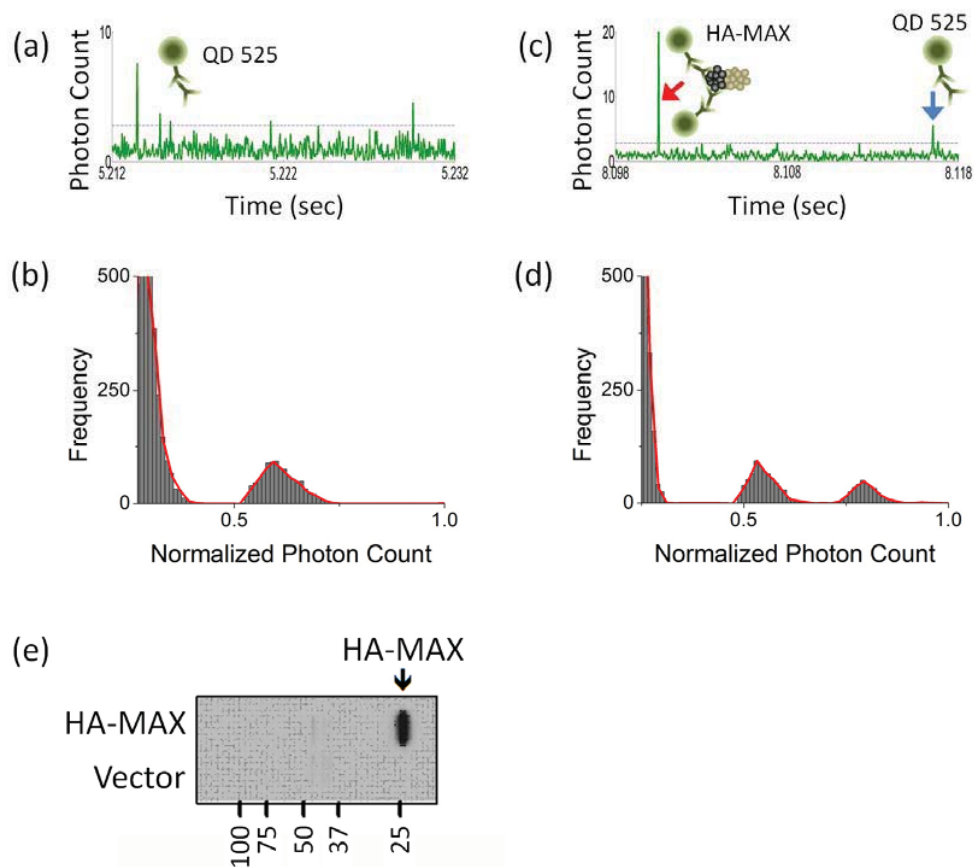 (a)
10
QD 525
Photon Count
0
5.212 5.222 5.232
Time (sec)
(c)
20
HA-MAX
QD 525
10
Photon Count
0
8.098 8.108 8.118
Time (sec)
(b)
500
250
0
Frequency
0.5 1.0
Normalized Photon Count
(d)
500
250
0
Frequency
0.5 1.0
Normalized Photon Count
(e)
HA-MAX
HA-MAX
Vector
100 75 50 37 25